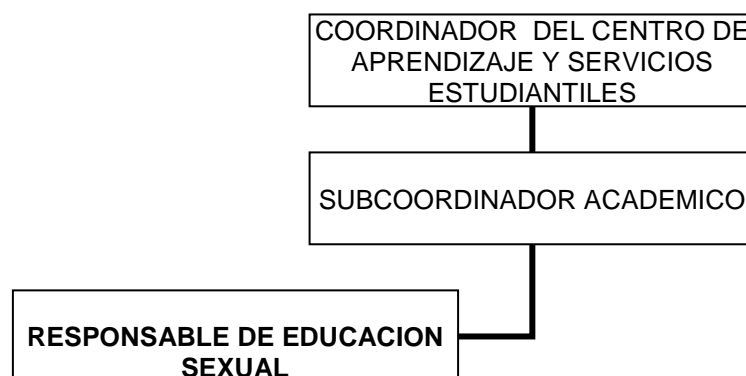 COORDINADOR DEL CENTRO DE
APRENDIZAJE Y SERVICIOS
ESTUDIANTILES
SUBCOORDINADOR ACADEMICO
RESPONSABLE DE EDUCACION
SEXUAL